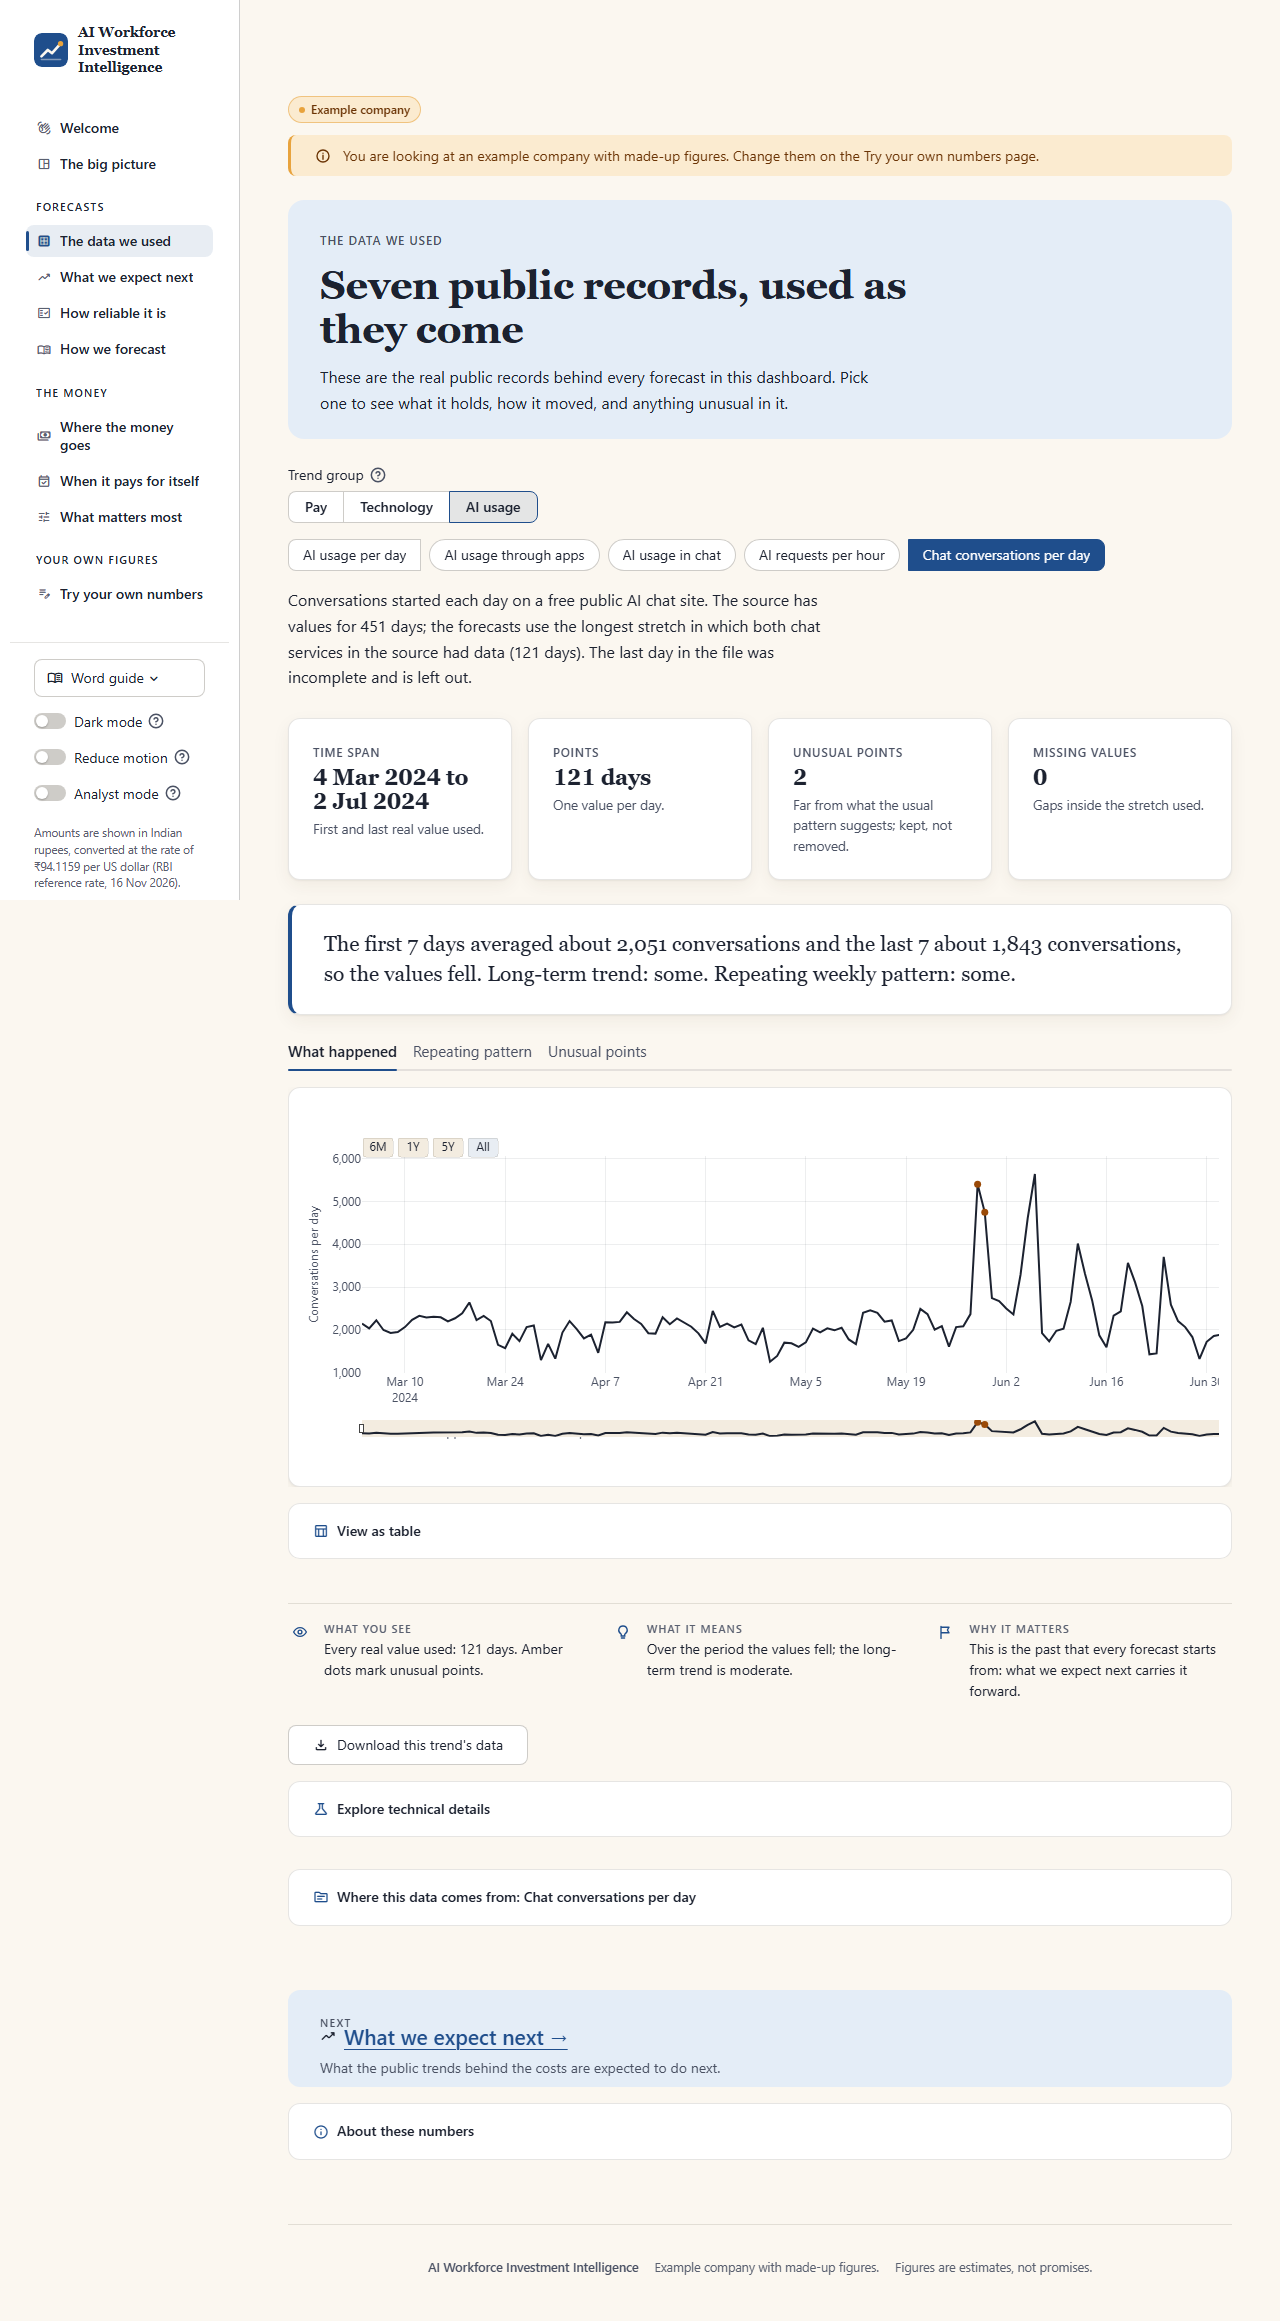 AI Workforce
Investment
Intelligence
Welcome
The big picture
FORECASTS
The data we used
What we expect next
How reliable it is
How we forecast
THE MONEY
Where the money
goes
When it pays for itself
What matters most
YOUR OWN FIGURES
Try your own numbers
Word guide
Dark mode
Reduce motion
Analyst mode
Amounts are shown in Indian
rupees, converted at the rate of
₹94.1159 per US dollar (RBI
reference rate, 16 Nov 2026).
Example company
You are looking at an example company with made-up figures. Change them on the Try your own numbers page.
THE DATA WE USED
Seven public records, used as
they come
These are the real public records behind every forecast in this dashboard. Pick
one to see what it holds, how it moved, and anything unusual in it.
Trend group
Pay Technology AI usage
AI usage per day AI usage through apps AI usage in chat AI requests per hour Chat conversations per day
Conversations started each day on a free public AI chat site. The source has
values for 451 days; the forecasts use the longest stretch in which both chat
services in the source had data (121 days). The last day in the file was
incomplete and is left out.
TIME SPAN
4 Mar 2024 to
2 Jul 2024
First and last real value used.
POINTS
121 days
One value per day.
UNUSUAL POINTS
2
Far from what the usual
pattern suggests; kept, not
removed.
MISSING VALUES
0
Gaps inside the stretch used.
The first 7 days averaged about 2,051 conversations and the last 7 about 1,843 conversations,
so the values fell. Long-term trend: some. Repeating weekly pattern: some.
What happened Repeating pattern Unusual points
6M 1Y 5Y All
Conversations per day
6,000
5,000
4,000
3,000
2,000
1,000
Mar 10 Mar 24 Apr 7 Apr 21 May 5 May 19 Jun 2 Jun 16 Jun 30
2024
View as table
WHAT YOU SEE
Every real value used: 121 days. Amber
dots mark unusual points.
WHAT IT MEANS
Over the period the values fell; the long-
term trend is moderate.
WHY IT MATTERS
This is the past that every forecast starts
from: what we expect next carries it
forward.
Download this trend's data
Explore technical details
Where this data comes from: Chat conversations per day
NEXT
What we expect next →
What the public trends behind the costs are expected to do next.
About these numbers
AI Workforce Investment Intelligence Example company with made-up figures. Figures are estimates, not promises.